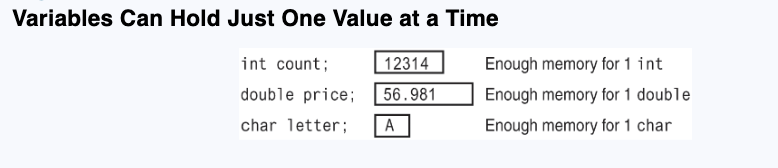 Variables Can Hold Just One Value at a Time
int count; 12314 Enough memory for 1 int
double price; 56.981 Enough memory for 1 double
char letter; A Enough memory for 1 char